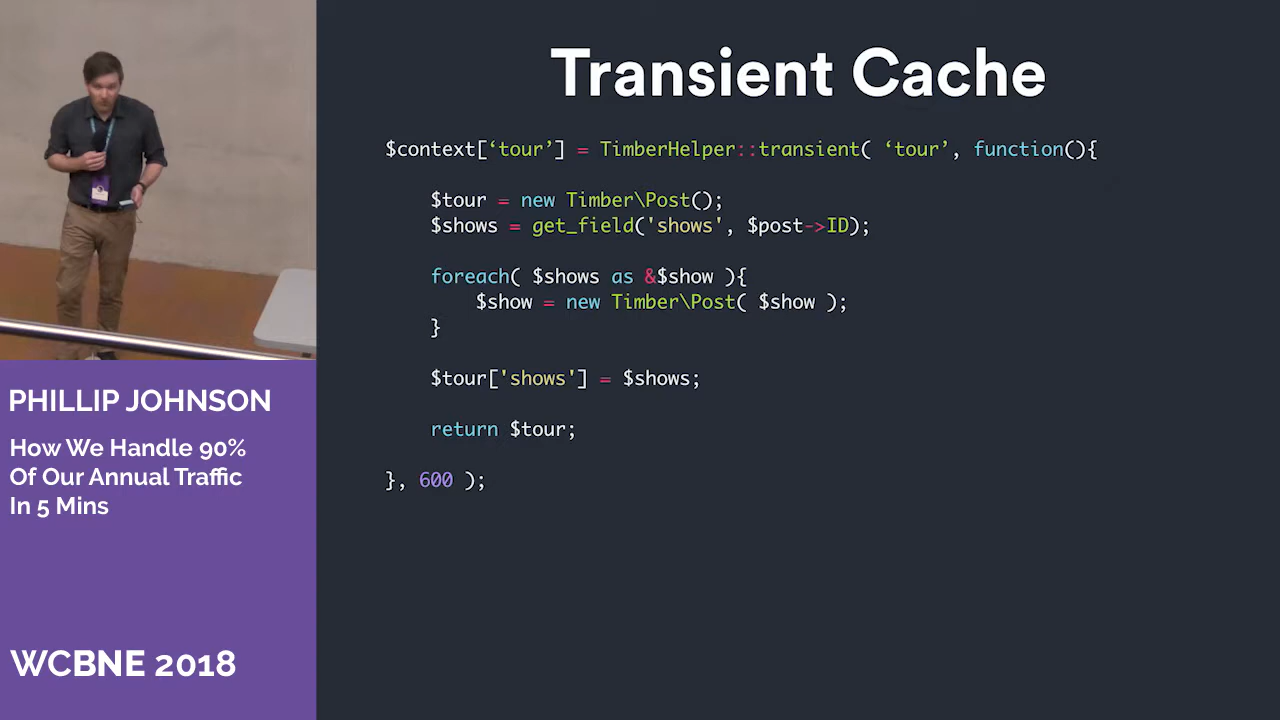 Transient Cache
$context[‘tour’] = TimberHelper::transient( ‘tour’, function(){
$tour = new Timber\Post();
$shows = get_field('shows', $post->ID);
foreach( $shows as &$show ){
$show = new Timber\Post( $show );
}
$tour['shows'] = $shows;
return $tour;
}, 600 );
PHILLIP JOHNSON
How We Handle 90%
Of Our Annual Traffic
In 5 Mins
WCBNE 2018